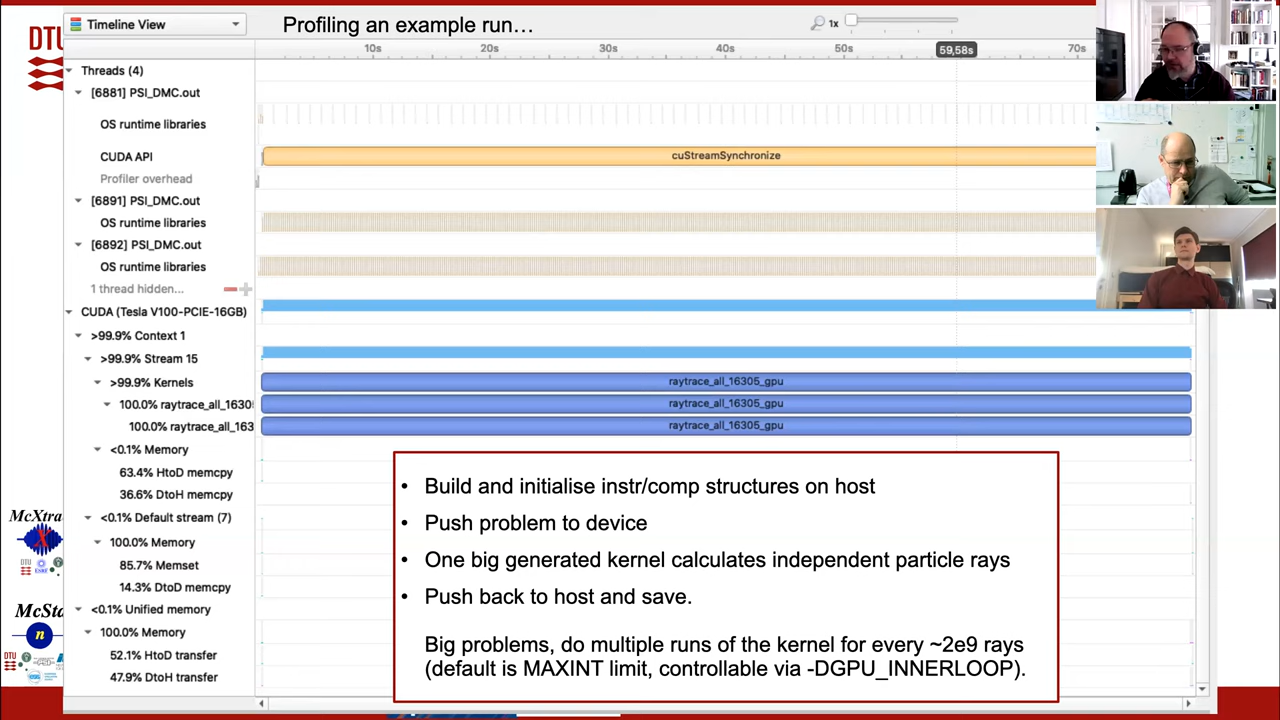 Timeline View
Profiling an example run…
1x
DTU
10s 20s 30s 40s 50s 59,58s 70s
Threads (4)
[6881] PSI_DMC.out
OS runtime libraries
CUDA API
cuStreamSynchronize
Profiler overhead
[6891] PSI_DMC.out
OS runtime libraries
[6892] PSI_DMC.out
OS runtime libraries
1 thread hidden...
CUDA (Tesla V100-PCIE-16GB)
>99.9% Context 1
>99.9% Stream 15
>99.9% Kernels
raytrace_all_16305_gpu
100.0% raytrace_all_1630
raytrace_all_16305_gpu
100.0% raytrace_all_163
raytrace_all_16305_gpu
<0.1% Memory
63.4% HtoD memcpy
36.6% DtoH memcpy
<0.1% Default stream (7)
100.0% Memory
85.7% Memset
14.3% DtoD memcpy
<0.1% Unified memory
100.0% Memory
52.1% HtoD transfer
47.9% DtoH transfer
• Build and initialise instr/comp structures on host
• Push problem to device
• One big generated kernel calculates independent particle rays
• Push back to host and save.
Big problems, do multiple runs of the kernel for every ~2e9 rays
(default is MAXINT limit, controllable via -DGPU_INNERLOOP).
McXtra
X
DTU
McSta
n
DTU